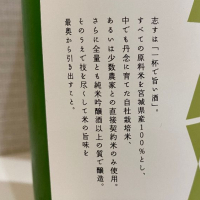 志すは「一杯で旨い酒」。
すべての原料米を宮城産100%とし、
中でも丹念に育てた自社栽培米、
あるいは少数農家との直接契約米のみ使用。
さらに全量とも純米吟醸酒以上の質で醸造。
そのうえで技を尽くして米の旨味を
最奥から引き出すこと。